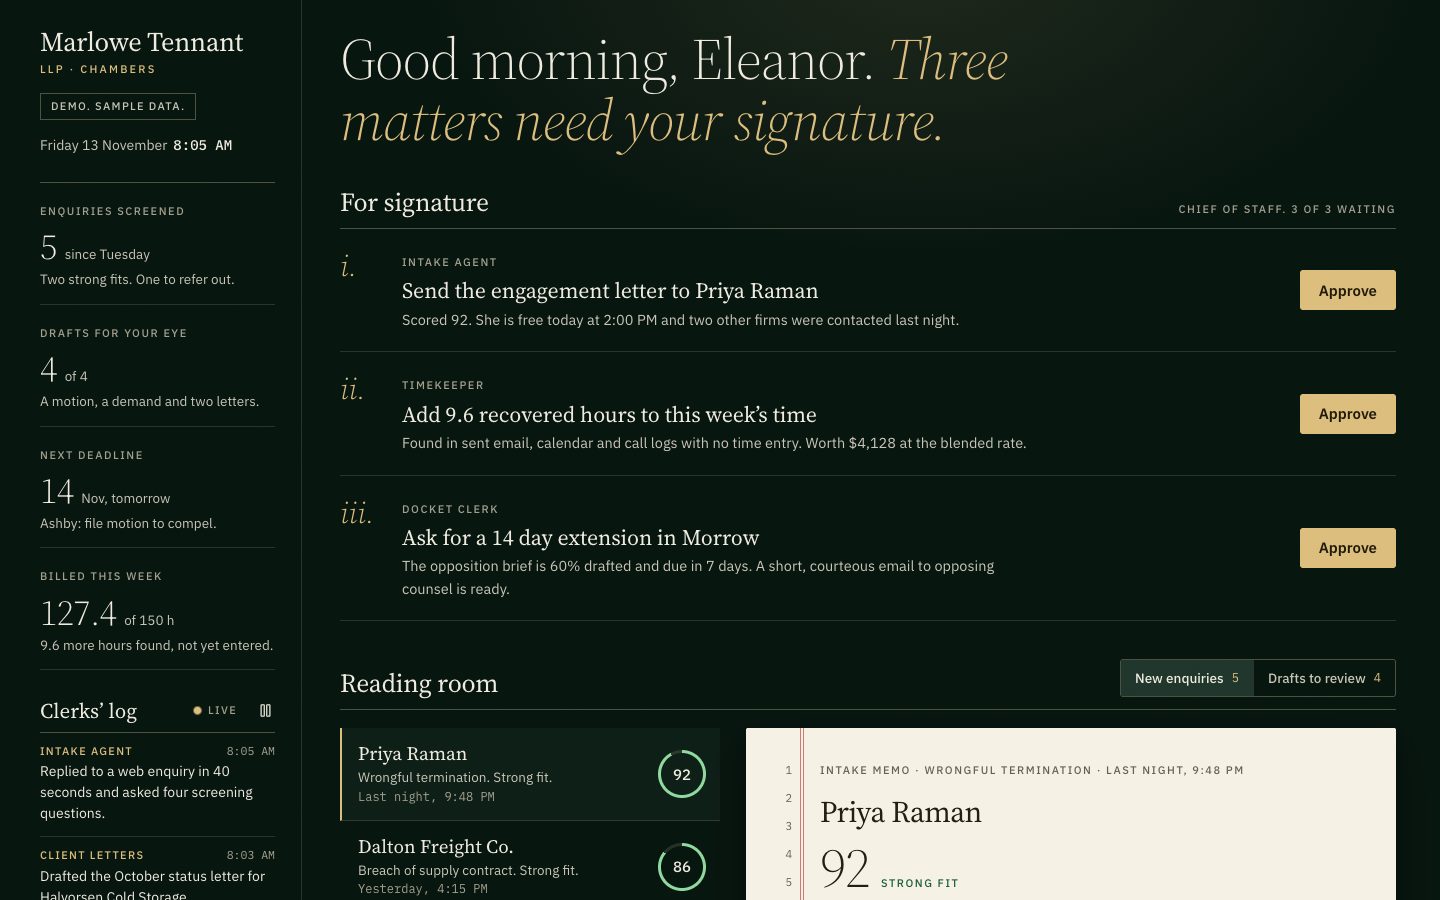 Marlowe Tennant
LLP · CHAMBERS
DEMO. SAMPLE DATA.
Friday 13 November 8:05 AM
ENQUIRIES SCREENED
5 since Tuesday
Two strong fits. One to refer out.
DRAFTS FOR YOUR EYE
4 of 4
A motion, a demand and two letters.
NEXT DEADLINE
14 Nov, tomorrow
Ashby: file motion to compel.
BILLED THIS WEEK
127.4 of 150 h
9.6 more hours found, not yet entered.
Clerks’ log
LIVE
INTAKE AGENT 8:05 AM
Replied to a web enquiry in 40
seconds and asked four screening
questions.
CLIENT LETTERS 8:03 AM
Drafted the October status letter for
Halvorsen Cold Storage
Good morning, Eleanor. Three
matters need your signature.
For signature
CHIEF OF STAFF. 3 OF 3 WAITING
i.
INTAKE AGENT
Send the engagement letter to Priya Raman
Scored 92. She is free today at 2:00 PM and two other firms were contacted last night.
Approve
ii.
TIMEKEEPER
Add 9.6 recovered hours to this week’s time
Found in sent email, calendar and call logs with no time entry. Worth $4,128 at the blended rate.
Approve
iii.
DOCKET CLERK
Ask for a 14 day extension in Morrow
The opposition brief is 60% drafted and due in 7 days. A short, courteous email to opposing
counsel is ready.
Approve
Reading room
New enquiries 5
Drafts to review 4
Priya Raman
Wrongful termination. Strong fit.
Last night, 9:48 PM
92
Dalton Freight Co.
Breach of supply contract. Strong fit.
Yesterday, 4:15 PM
86
1
2
3
4
5
INTAKE MEMO · WRONGFUL TERMINATION · LAST NIGHT, 9:48 PM
Priya Raman
92 STRONG FIT